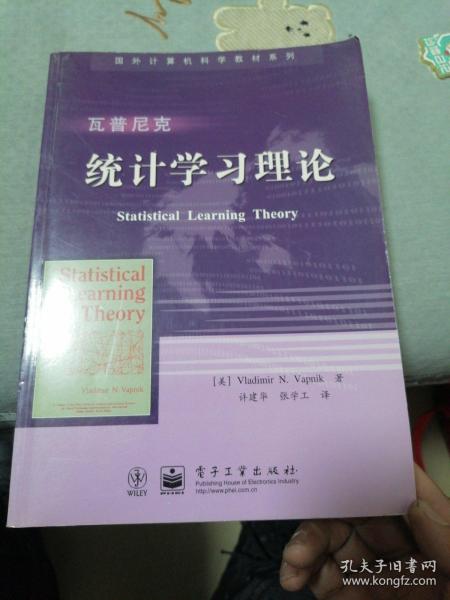 国外计算机科学教材系列
瓦普尼克
统计学习理论
Statistical Learning Theory
Statistical
Learning
Theory
Vladimir N. Vapnik
[美] Vladimir N. Vapnik 著
许建华 张学工 译
WILEY
PHEI
电子工业出版社
Publishing House of Electronics Industry
http://www.phei.com.cn
孔夫子旧书网
www.kongfz.com